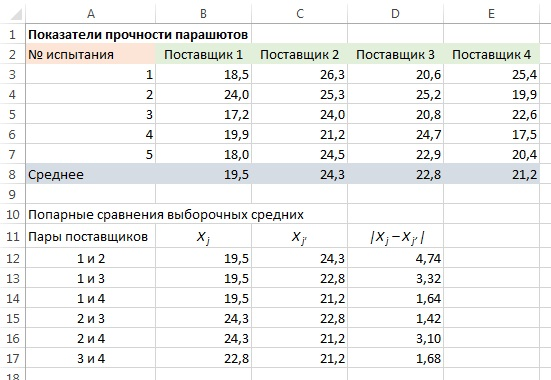 A B C D E
1 Показатели прочности парашютов
2 № испытания Поставщик 1 Поставщик 2 Поставщик 3 Поставщик 4
3 1 18,5 26,3 20,6 25,4
4 2 24,0 25,3 25,2 19,9
5 3 17,2 24,0 20,8 22,6
6 4 19,9 21,2 24,7 17,5
7 5 18,0 24,5 22,9 20,4
8 Среднее 19,5 24,3 22,8 21,2
9
10 Попарные сравнения выборочных средних
11 Пары поставщиков X j X j' |X j – X j' |
12 1 и 2 19,5 24,3 4,74
13 1 и 3 19,5 22,8 3,32
14 1 и 4 19,5 21,2 1,64
15 2 и 3 24,3 22,8 1,42
16 2 и 4 24,3 21,2 3,10
17 3 и 4 22,8 21,2 1,68
18